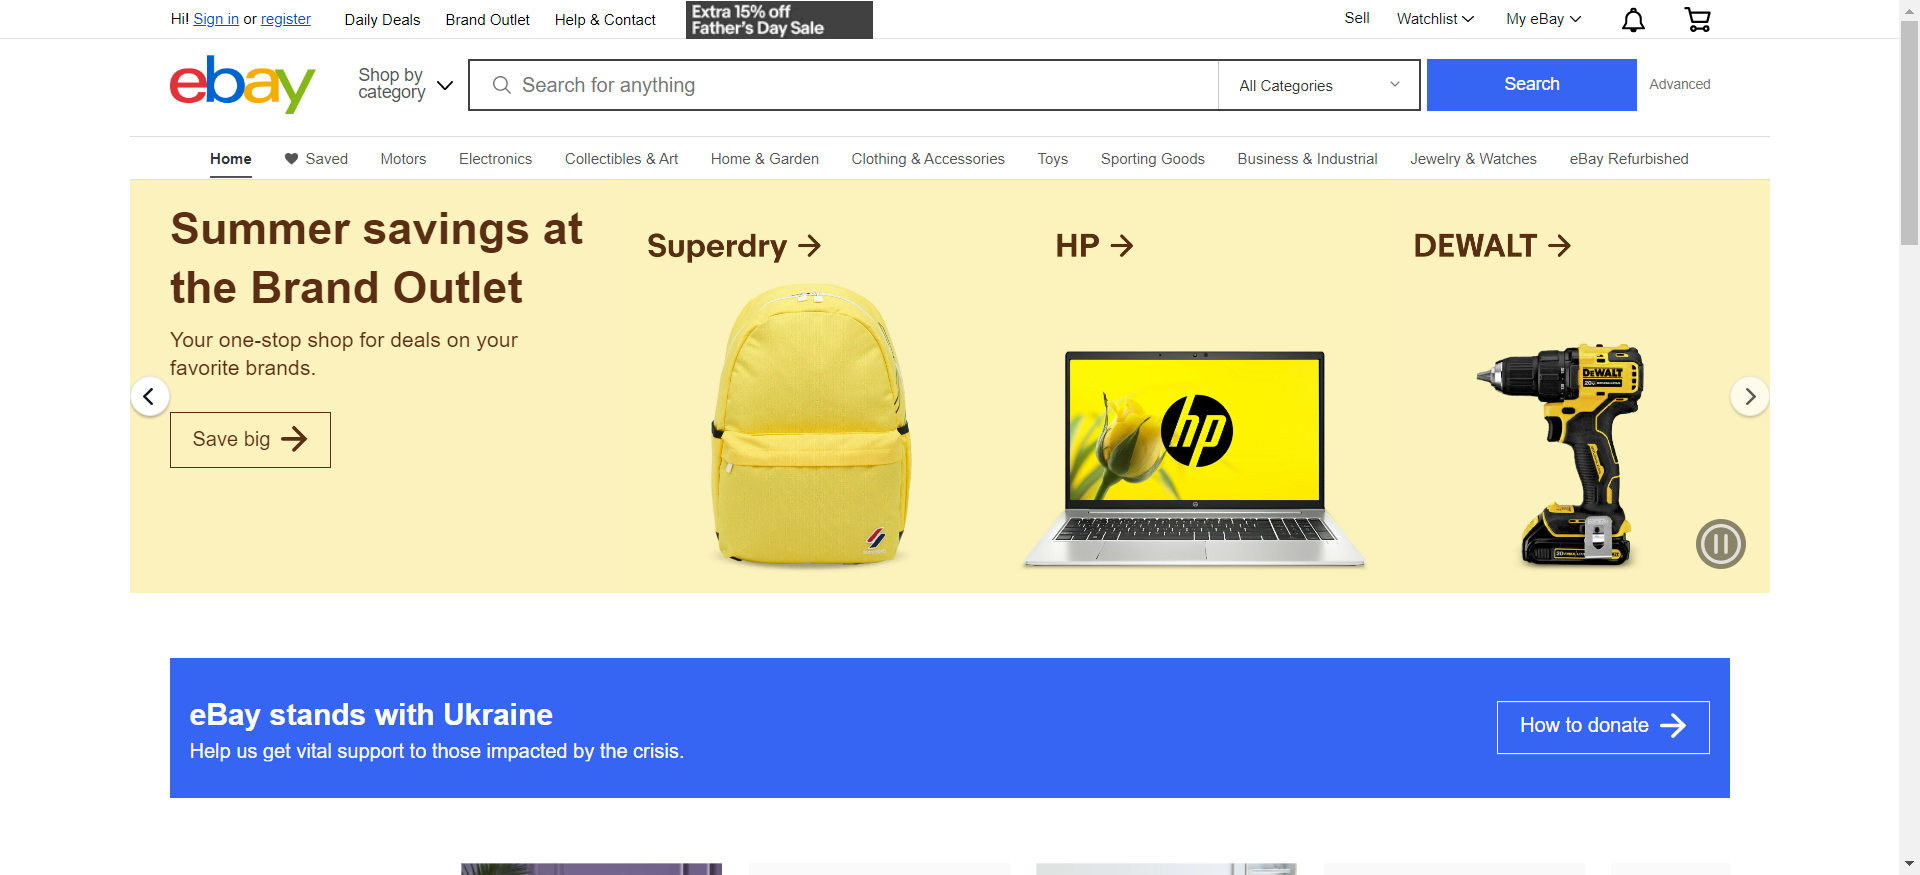 Hi! Sign in or register
Daily Deals
Brand Outlet
Help & Contact
Extra 15% off
Father's Day Sale
Sell
Watchlist
My eBay
ebay
Shop by
category
Search for anything
All Categories
Search
Advanced
Home
Saved
Motors
Electronics
Collectibles & Art
Home & Garden
Clothing & Accessories
Toys
Sporting Goods
Business & Industrial
Jewelry & Watches
eBay Refurbished
Summer savings at
the Brand Outlet
Your one-stop shop for deals on your
favorite brands.
Save big
Superdry
HP
DEWALT
hp
DEWALT
eBay stands with Ukraine
Help us get vital support to those impacted by the crisis.
How to donate